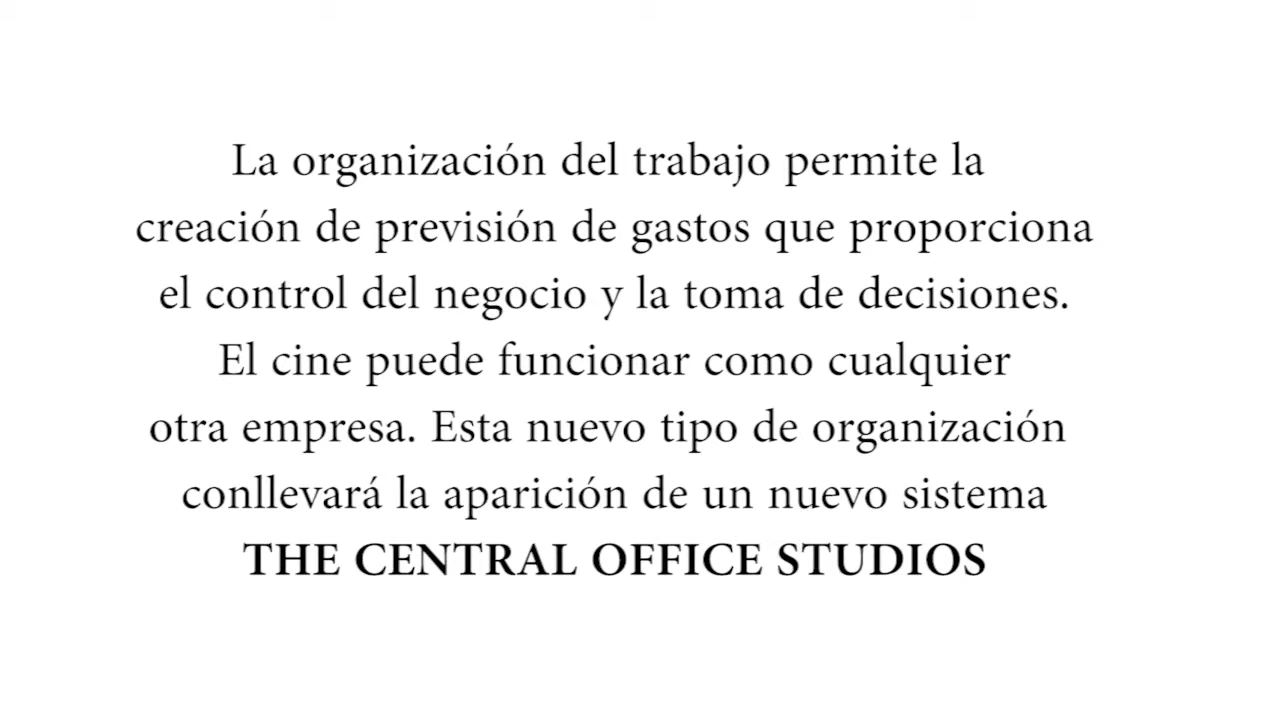 La organización del trabajo permite la
creación de previsión de gastos que proporciona
el control del negocio y la toma de decisiones.
El cine puede funcionar como cualquier
otra empresa. Esta nuevo tipo de organización
conllevará la aparición de un nuevo sistema
THE CENTRAL OFFICE STUDIOS